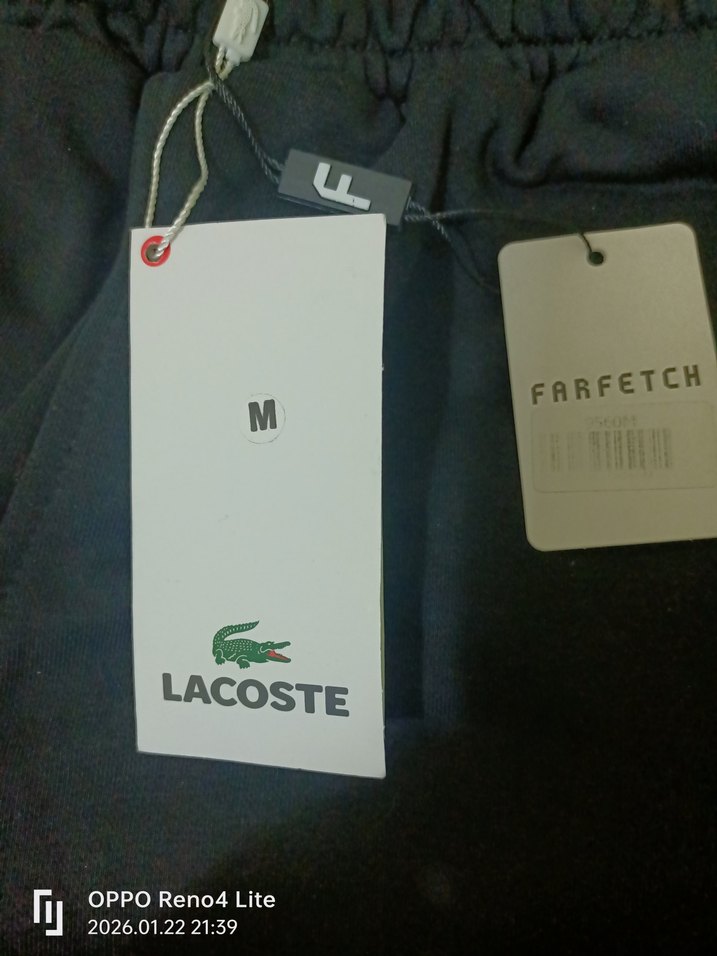 F
M
FARFETCH
LACOSTE
OPPO Reno4 Lite
2026.01.22 21:39